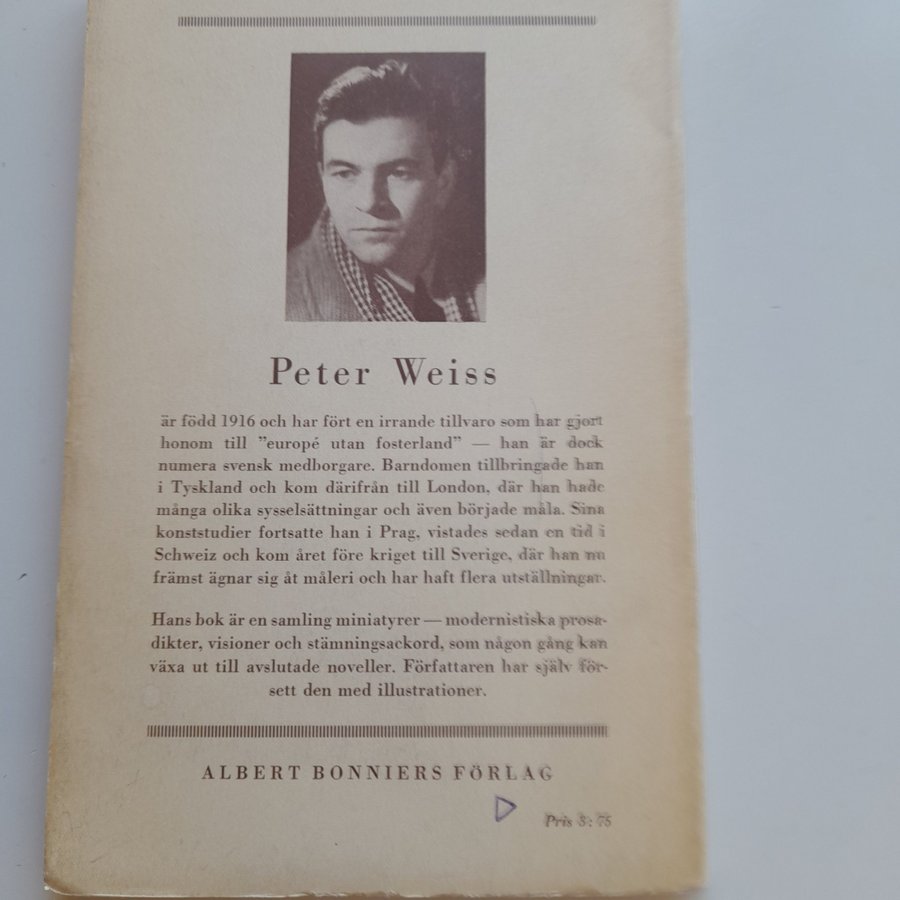 Peter Weiss
är född 1916 och har fört en irrande tillvaro som har gjort
honom till ”europé utan fosterland” — han är dock
numera svensk medborgare. Barndomen tillbringade han
i Tyskland och kom därifrån till London, där han hade
många olika sysselsättningar och även började måla. Sina
konststudier fortsatte han i Prag, vistades sedan en tid i
Schweiz och kom året före kriget till Sverige, där han nu
främst ägnar sig åt måleri och har haft flera utställningar.
Hans bok är en samling miniatyrer — modernistiska prosa-
dikter, visioner och stämningsackord, som någon gång kan
växa ut till avslutade noveller. Författaren har själv för-
sett den med illustrationer.
ALBERT BONNIERS FÖRLAG
Pris 3: 75